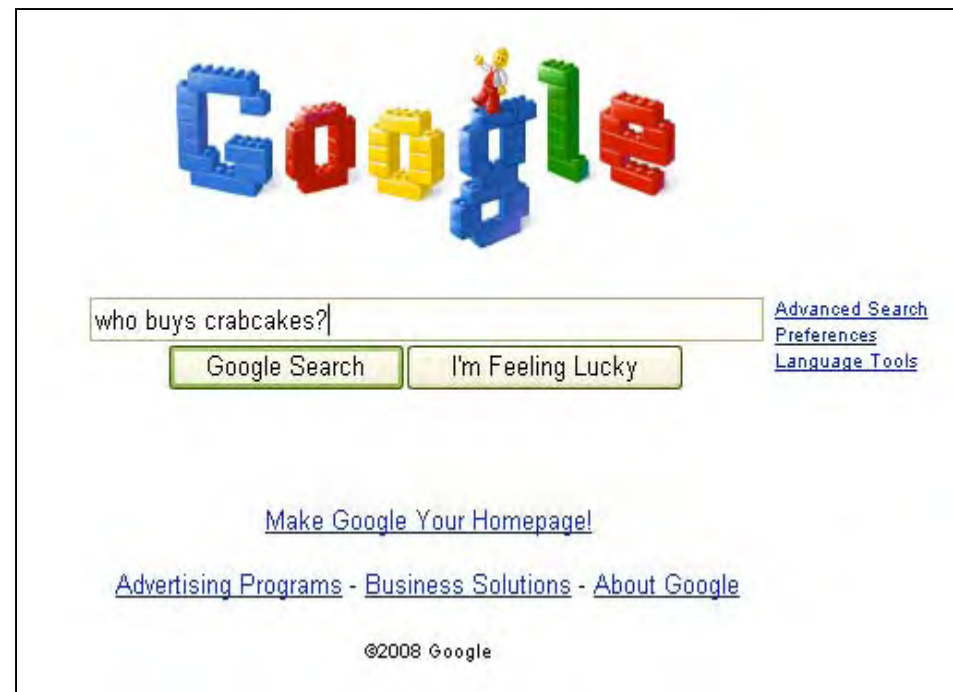 Google
who buys crabcakes?
Advanced Search
Preferences
Language Tools
Google Search I'm Feeling Lucky
Make Google Your Homepage!
Advertising Programs - Business Solutions - About Google
©2008 Google